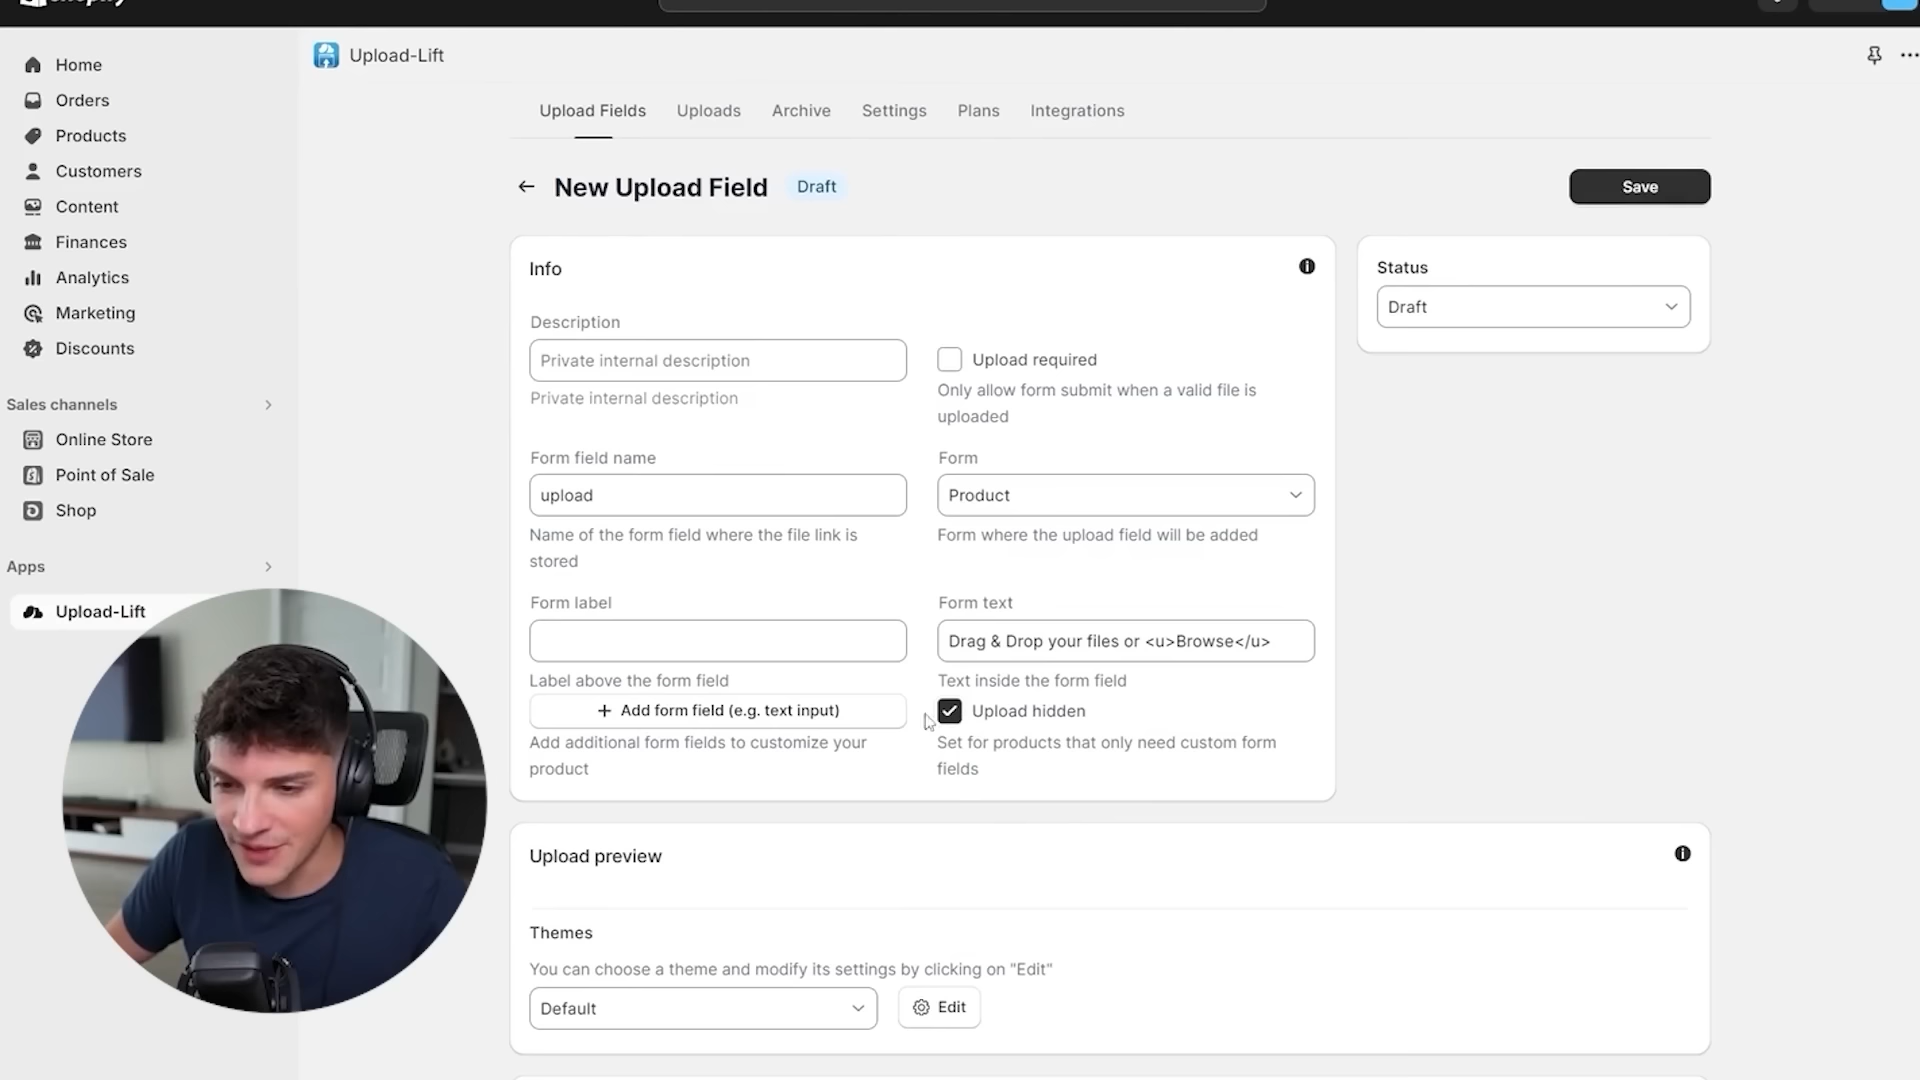 Upload-Lift
Home
Orders
Products
Customers
Content
Finances
Analytics
Marketing
Discounts
Sales channels
Online Store
Point of Sale
Shop
Apps
Upload-Lift
Upload Fields Uploads Archive Settings Plans Integrations
New Upload Field Draft Save
Info
Description
Private internal description
Private internal description
Upload required
Only allow form submit when a valid file is
uploaded
Form field name
upload
Name of the form field where the file link is
stored
Form
Product
Form where the upload field will be added
Form label
Label above the form field
+ Add form field (e.g. text input)
Add additional form fields to customize your
product
Form text
Drag & Drop your files or <u>Browse</u>
Text inside the form field
Upload hidden
Set for products that only need custom form
fields
Status
Draft
Upload preview
Themes
You can choose a theme and modify its settings by clicking on "Edit"
Default
Edit